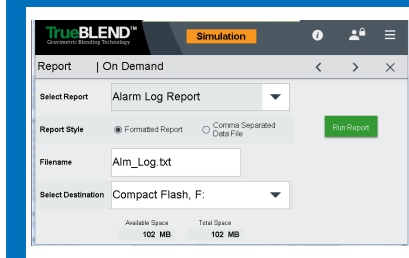 TrueBLEND™
Gravimetric Blending Technology
Simulation
Report | On Demand
Select Report Alarm Log Report
Report Style Formatted Report Comma Separated
Data File
Run Report
Filename Alm_Log.txt
Select Destination Compact Flash, F:
Available Space Total Space
102 MB 102 MB